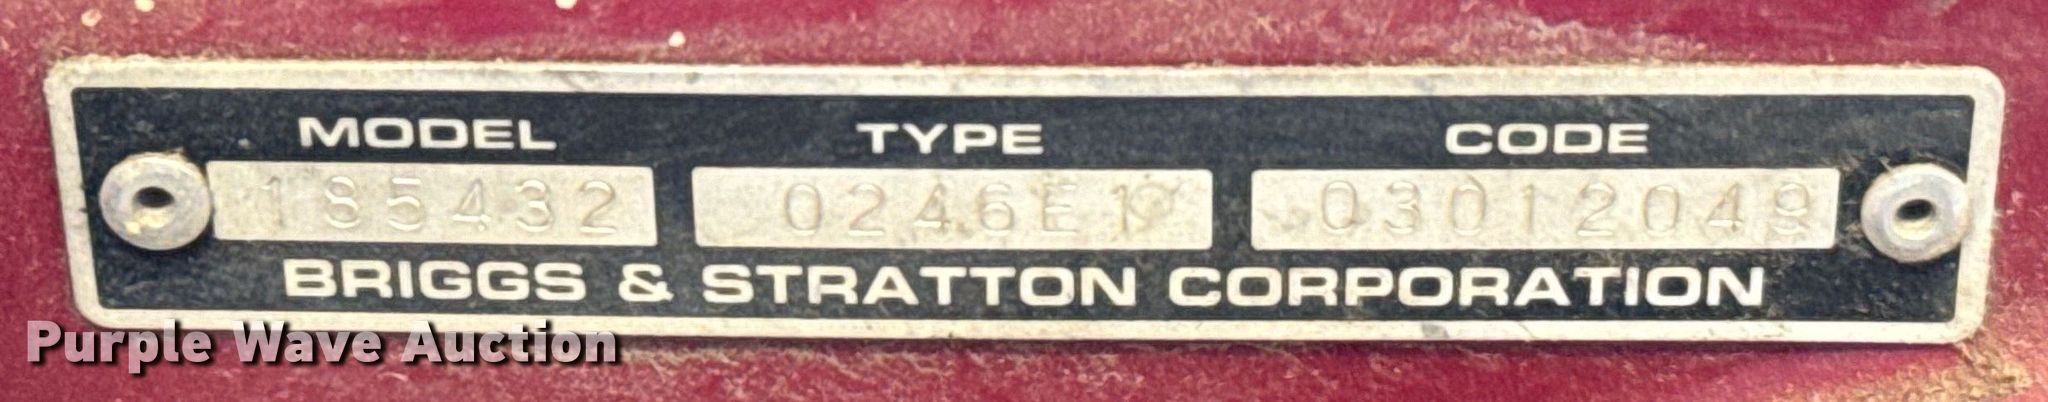 MODEL TYPE CODE
185432 0246E1 03012049
BRIGGS & STRATTON CORPORATION
Purple Wave Auction